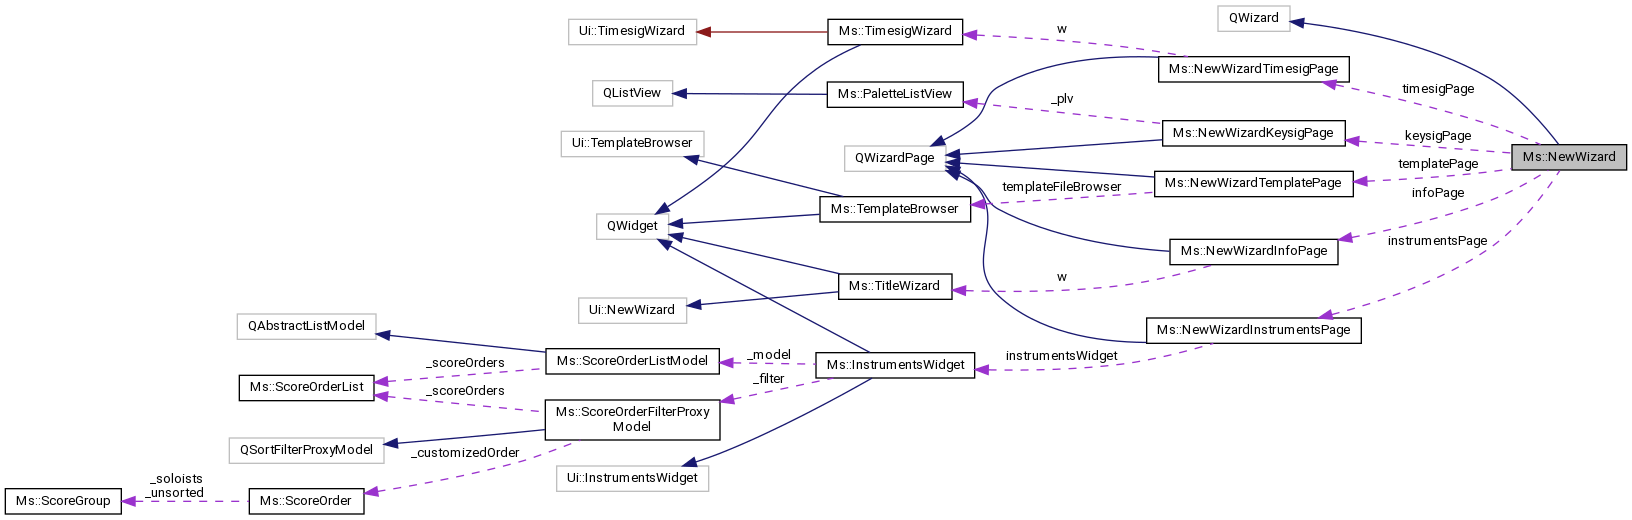 QWizard
Ui::TimesigWizard
Ms::TimesigWizard
w
Ms::NewWizardTimesigPage
timesigPage
QListView
Ms::PaletteListView
_plv
Ms::NewWizardKeysigPage
keysigPage
Ui::TemplateBrowser
QWizardPage
Ms::NewWizard
templatePage
templateFileBrowser
Ms::NewWizardTemplatePage
infoPage
Ms::TemplateBrowser
QWidget
instrumentsPage
Ms::NewWizardInfoPage
w
Ms::TitleWizard
Ui::NewWizard
QAbstractListModel
Ms::NewWizardInstrumentsPage
_model
instrumentsWidget
_scoreOrders
Ms::ScoreOrderListModel
Ms::InstrumentsWidget
_filter
Ms::ScoreOrderList
_scoreOrders
Ms::ScoreOrderFilterProxy
Model
QSortFilterProxyModel
_customizedOrder
Ui::InstrumentsWidget
_soloists
_unsorted
Ms::ScoreGroup
Ms::ScoreOrder